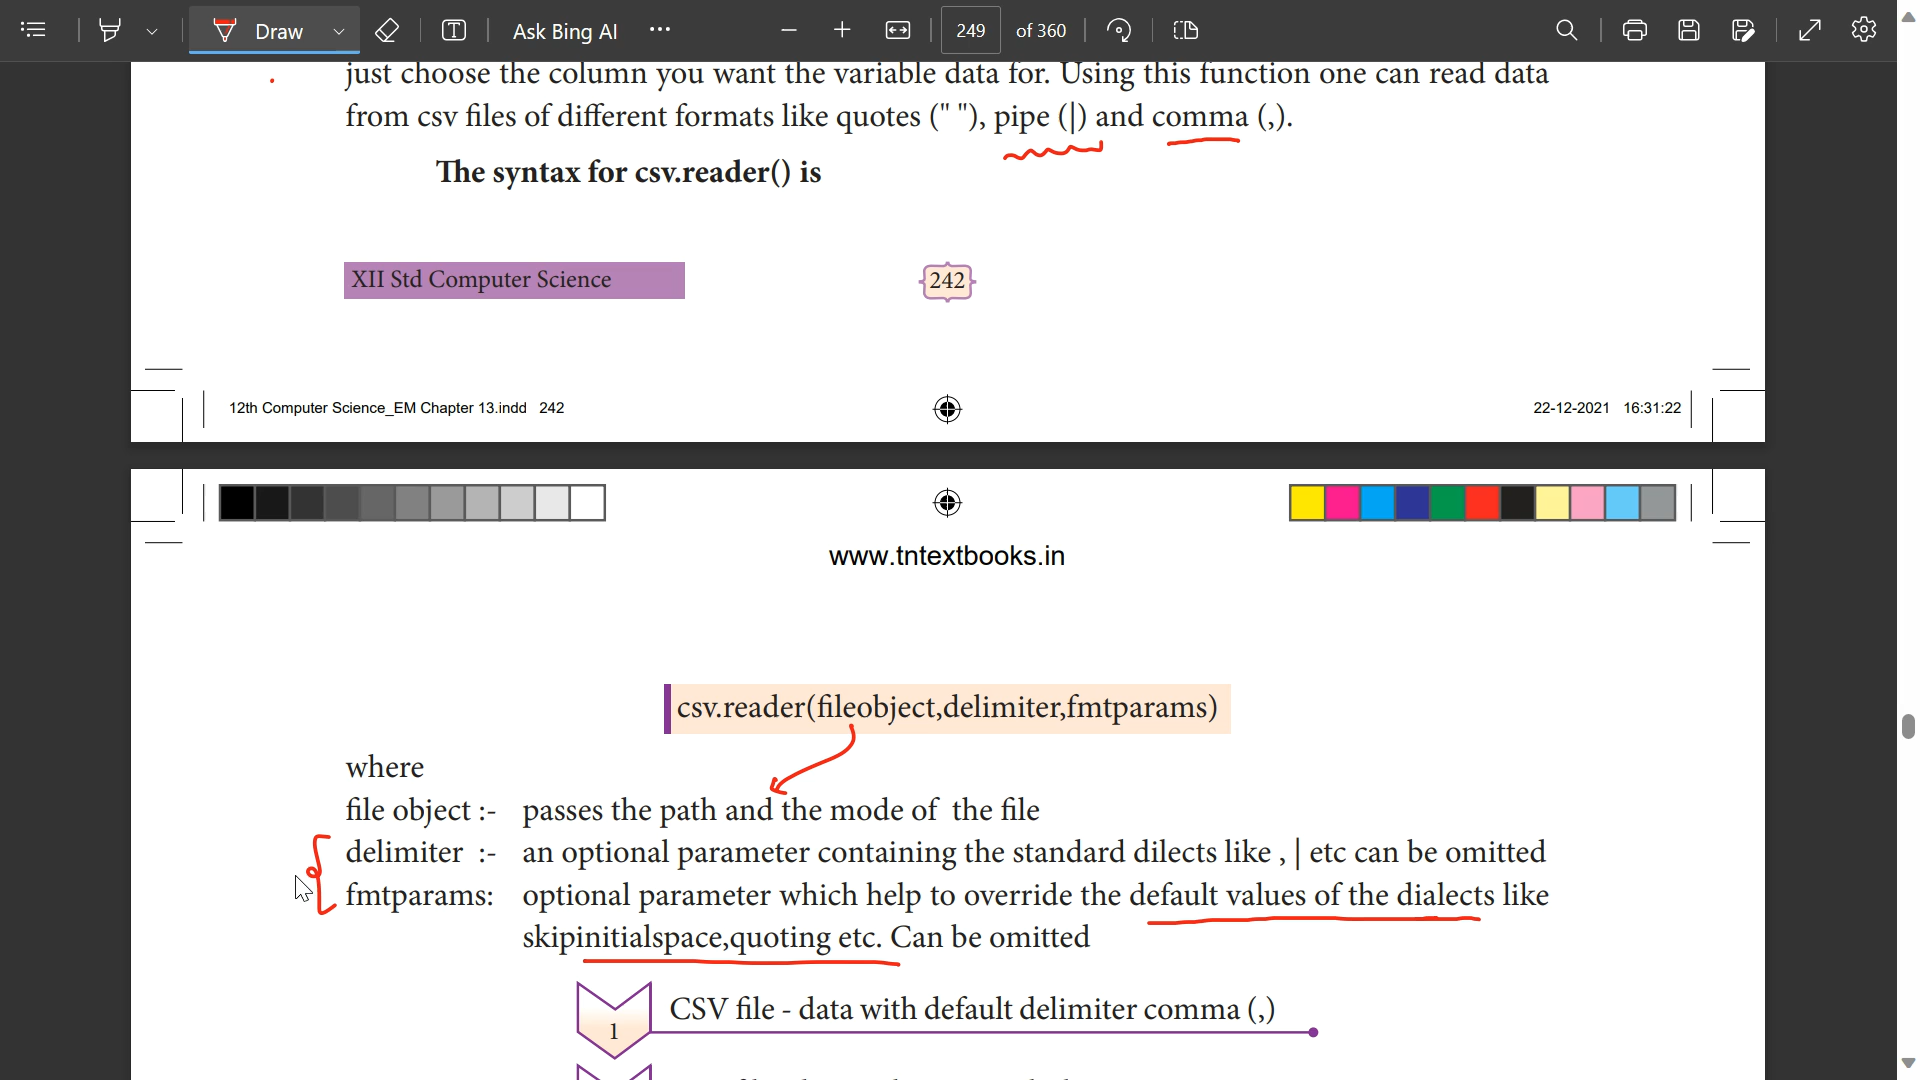 Draw
Ask Bing AI
249 of 360
just choose the column you want the variable data for. Using this function one can read data
from csv files of different formats like quotes (" "), pipe (|) and comma (,).
The syntax for csv.reader() is
XII Std Computer Science
242
12th Computer Science_EM Chapter 13.indd 242
22-12-2021 16:31:22
www.tntextbooks.in
csv.reader(fileobject,delimiter,fmtparams)
where
file object :- passes the path and the mode of the file
delimiter :- an optional parameter containing the standard dilects like , | etc can be omitted
fmtparams: optional parameter which help to override the default values of the dialects like
skipinitialspace,quoting etc. Can be omitted
1 CSV file - data with default delimiter comma (,)